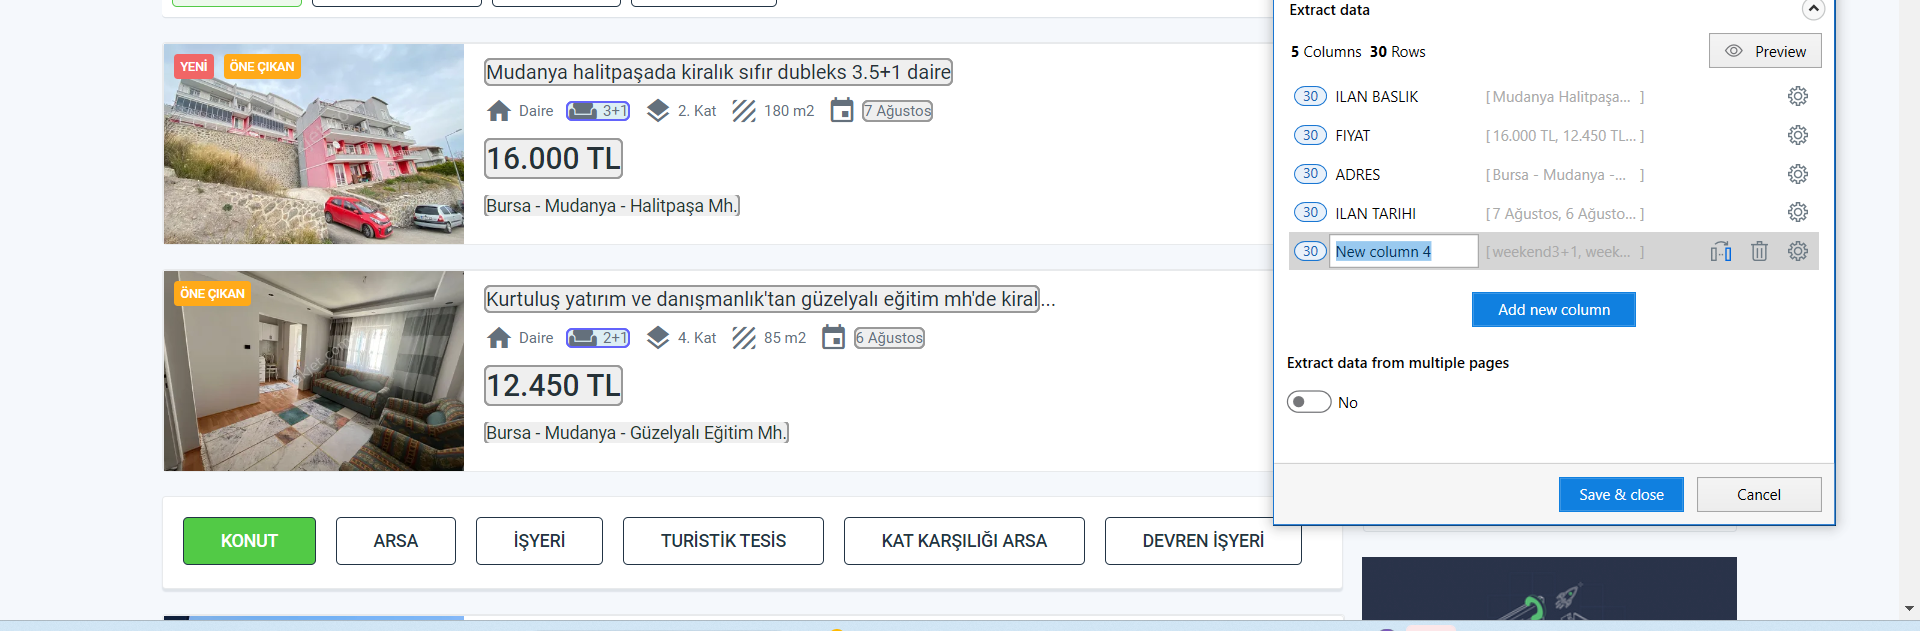 YENİ
ÖNE ÇIKAN
Mudanya halitpaşada kiralık sıfır dubleks 3.5+1 daire
Daire 3+1 2. Kat 180 m2 7 Ağustos
16.000 TL
Bursa - Mudanya - Halitpaşa Mh.
ÖNE ÇIKAN
Kurtuluş yatırım ve danışmanlık'tan güzelyalı eğitim mh'de kiral...
Daire 2+1 4. Kat 85 m2 6 Ağustos
12.450 TL
Bursa - Mudanya - Güzelyalı Eğitim Mh.
KONUT
ARSA
İŞYERİ
TURİSTİK TESİS
KAT KARŞILIĞI ARSA
DEVREN İŞYERİ
Extract data
5 Columns 30 Rows
Preview
30 ILAN BASLIK [Mudanya Halitpaşa... ]
30 FIYAT [16.000 TL, 12.450 TL... ]
30 ADRES [Bursa - Mudanya -... ]
30 ILAN TARIHI [7 Ağustos, 6 Ağusto... ]
30 New column 4 [weekend3+1, week... ]
Add new column
Extract data from multiple pages
No
Save & close
Cancel